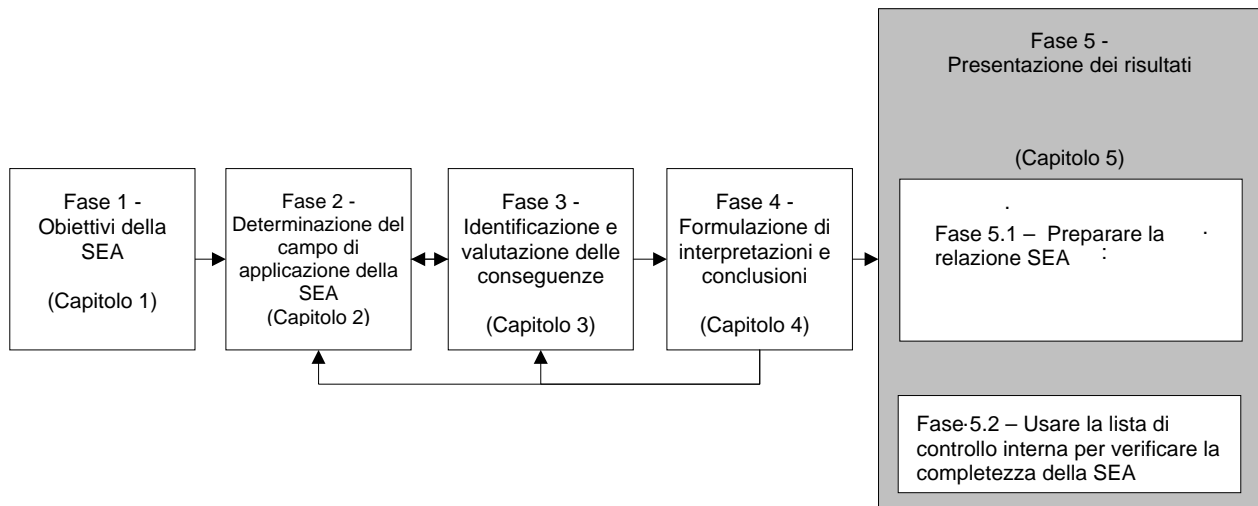 Fase 1 -
Obiettivi della
SEA
(Capitolo 1)
Fase 2 -
Determinazione del
campo di
applicazione della
SEA
(Capitolo 2)
Fase 3 -
Identificazione e
valutazione delle
conseguenze
(Capitolo 3)
Fase 4 -
Formulazione di
interpretazioni e
conclusioni
(Capitolo 4)
Fase 5 -
Presentazione dei risultati
(Capitolo 5)
Fase 5.1 – Preparare la
relazione SEA
Fase 5.2 – Usare la lista di
controllo interna per verificare la
completezza della SEA